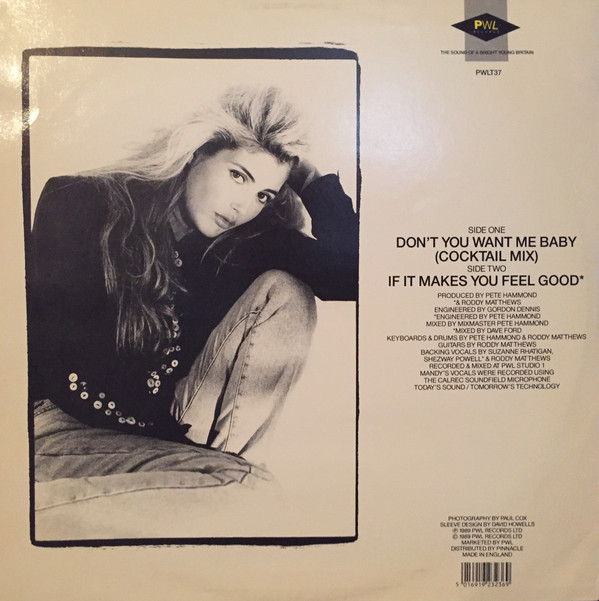 PWL
RECORDS
THE SOUND OF A BRIGHT YOUNG BRITAIN
PWLT37
SIDE ONE
DON'T YOU WANT ME BABY
(COCKTAIL MIX)
SIDE TWO
IF IT MAKES YOU FEEL GOOD*
PRODUCED BY PETE HAMMOND
*& RODDY MATTHEWS
ENGINEERED BY GORDON DENNIS
*ENGINEERED BY PETE HAMMOND
MIXED BY MIXMASTER PETE HAMMOND
*MIXED BY DAVE FORD
KEYBOARDS & DRUMS BY PETE HAMMOND & RODDY MATTHEWS
GUITARS BY RODDY MATTHEWS
BACKING VOCALS BY SUZANNE RHATIGAN,
SHEZWAY POWELL* & RODDY MATTHEWS
RECORDED & MIXED AT PWL STUDIO 1
MANDY'S VOCALS WERE RECORDED USING
THE CALREC SOUNDFIELD MICROPHONE
TODAY'S SOUND / TOMORROW'S TECHNOLOGY
PHOTOGRAPHY BY PAUL COX
SLEEVE DESIGN BY DAVID HOWELLS
℗ 1989 PWL RECORDS LTD
© 1989 PWL RECORDS LTD
MARKETED BY PWL
DISTRIBUTED BY PINNACLE
MADE IN ENGLAND
5 016919 232369